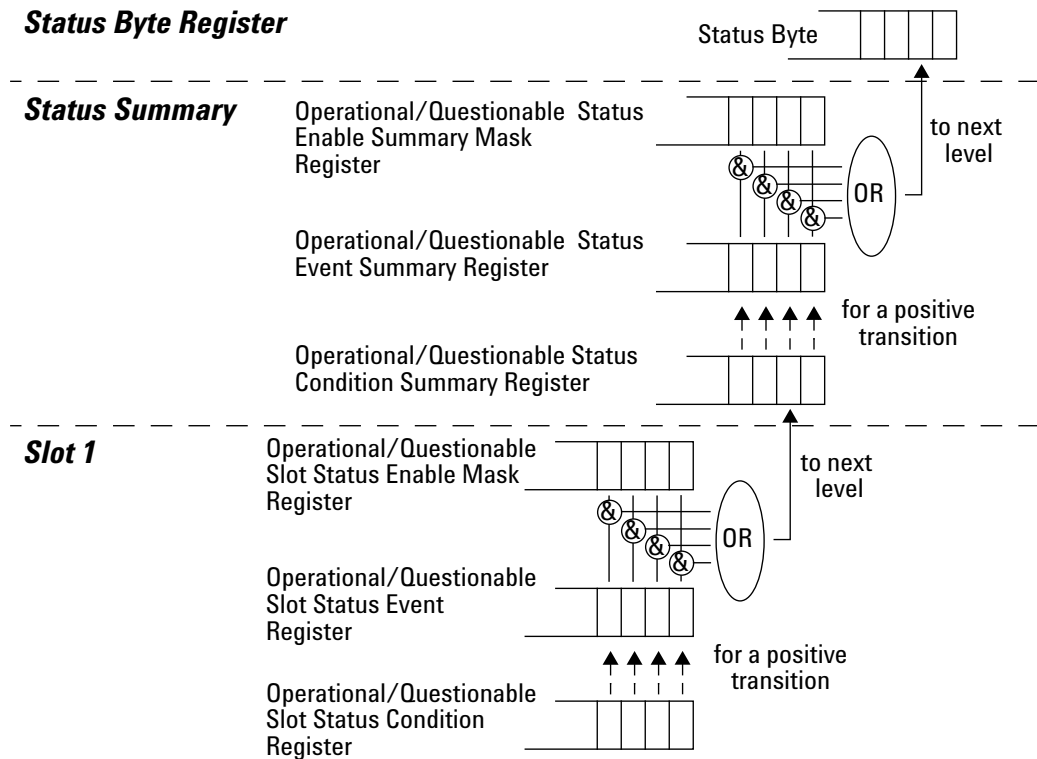 Status Byte Register
Status Byte
Status Summary
Operational/Questionable Status
Enable Summary Mask
Register
& & & &
OR
to next
level
Operational/Questionable Status
Event Summary Register
for a positive
transition
Operational/Questionable Status
Condition Summary Register
Slot 1
Operational/Questionable
Slot Status Enable Mask
Register
& & & &
OR
to next
level
Operational/Questionable
Slot Status Event
Register
for a positive
transition
Operational/Questionable
Slot Status Condition
Register